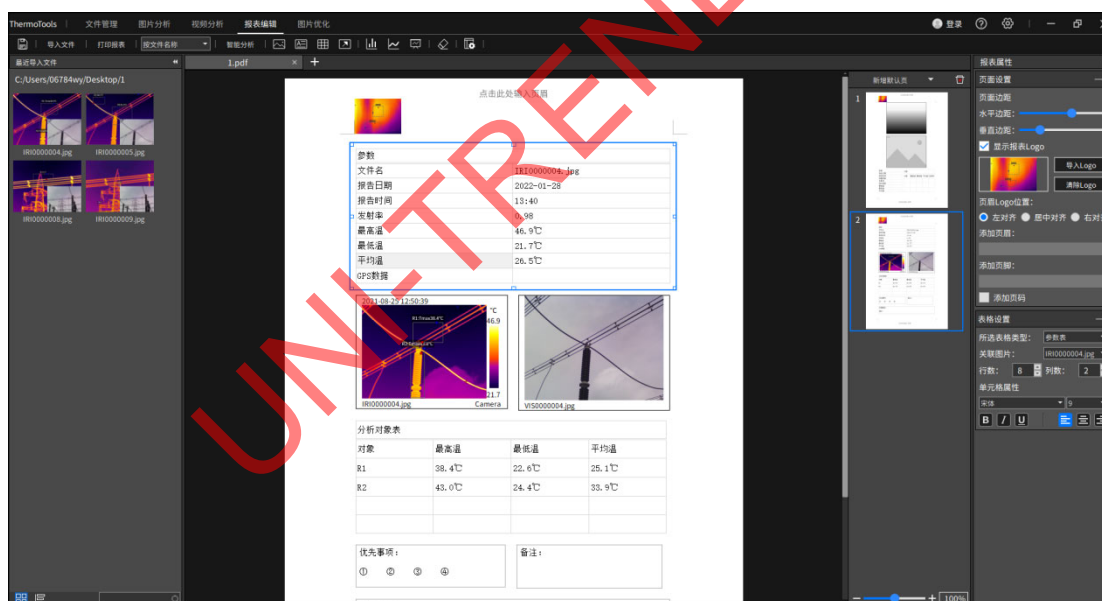 ThermoTools 文件管理 图片分析 视频分析 报表编辑 图片优化 登录
导入文件 打印报表 按文件名称 智能分析
最近导入文件 1.pdf × + 报表属性
C:/Users/06784wy/Desktop/1
IRI0000004.jpg IRI0000005.jpg
IRI0000008.jpg IRI0000009.jpg
点击此处输入页眉
参数
文件名 IRI0000004.jpg
报告日期 2022-01-28
报告时间 13:40
发射率 0.98
最高温 46.9℃
最低温 21.7℃
平均温 26.5℃
GPS数据
2021-08-25 12:50:39
℃
46.9
21.7
IRI0000004.jpg Camera
VIS0000004.jpg
分析对象表
对象 最高温 最低温 平均温
R1 38.4℃ 22.6℃ 25.1℃
R2 43.0℃ 24.4℃ 33.9℃
优先事项: 备注:
① ② ③ ④
新增默认页
1
2
100%
页面设置
页面边距
水平边距:
垂直边距:
显示报表Logo
导入Logo
清除Logo
页眉Logo位置:
左对齐 居中对齐 右对
添加页眉:
添加页脚:
添加页码
表格设置
所选表格类型: 参数表
关联图片: IRI0000004.jpg
行数: 8 列数: 2
单元格属性
宋体 9
B I U
UNI-TREN